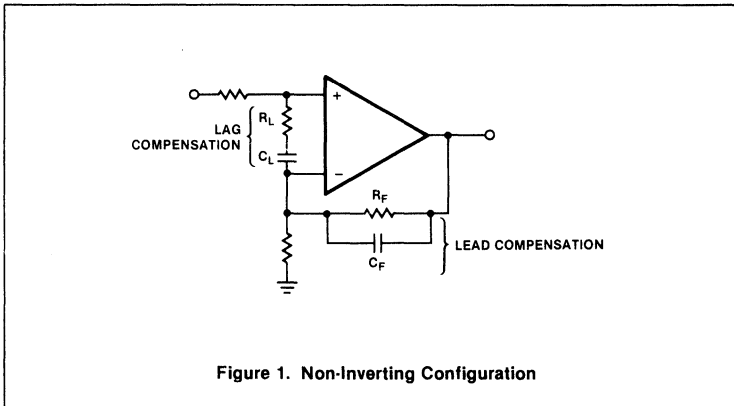 +
R_L
LAG
COMPENSATION
C_L
−
R_F
LEAD COMPENSATION
C_F
Figure 1. Non-Inverting Configuration